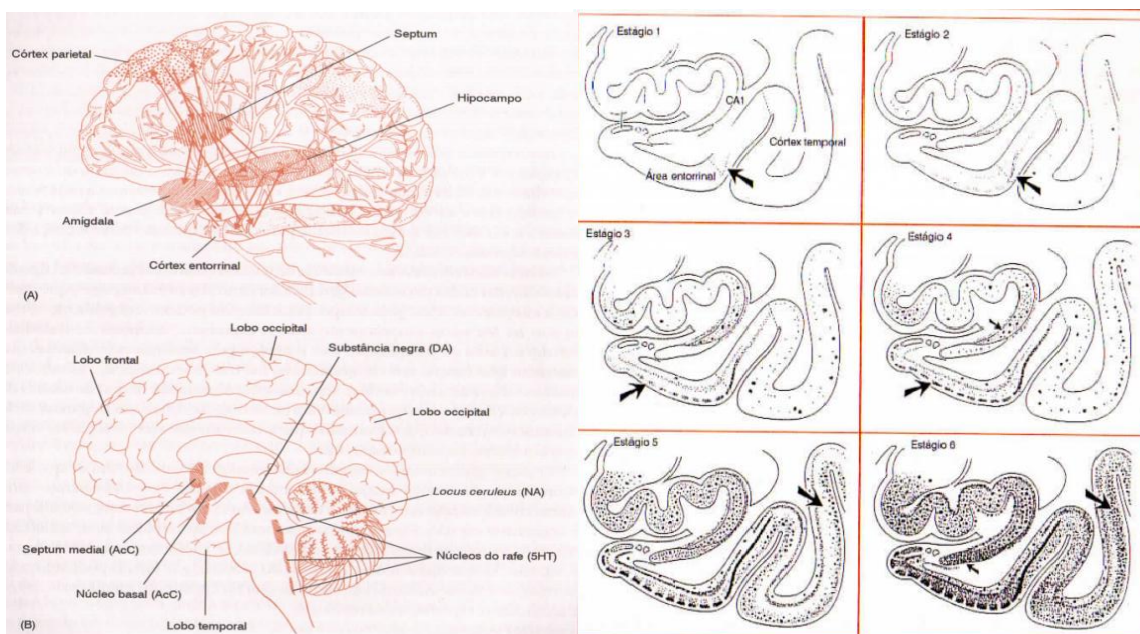 Septum
Córtex parietal
Hipocampo
Amígdala
Córtex entorrinal
(A)
Lobo occipital
Substância negra (DA)
Lobo frontal
Lobo occipital
Locus ceruleus (NA)
Septum medial (AcC)
Núcleos do rafe (5HT)
Núcleo basal (AcC)
Lobo temporal
(B)
Estágio 1
CA1
Córtex temporal
Área entorrinal
Estágio 2
Estágio 3
Estágio 4
Estágio 5
Estágio 6